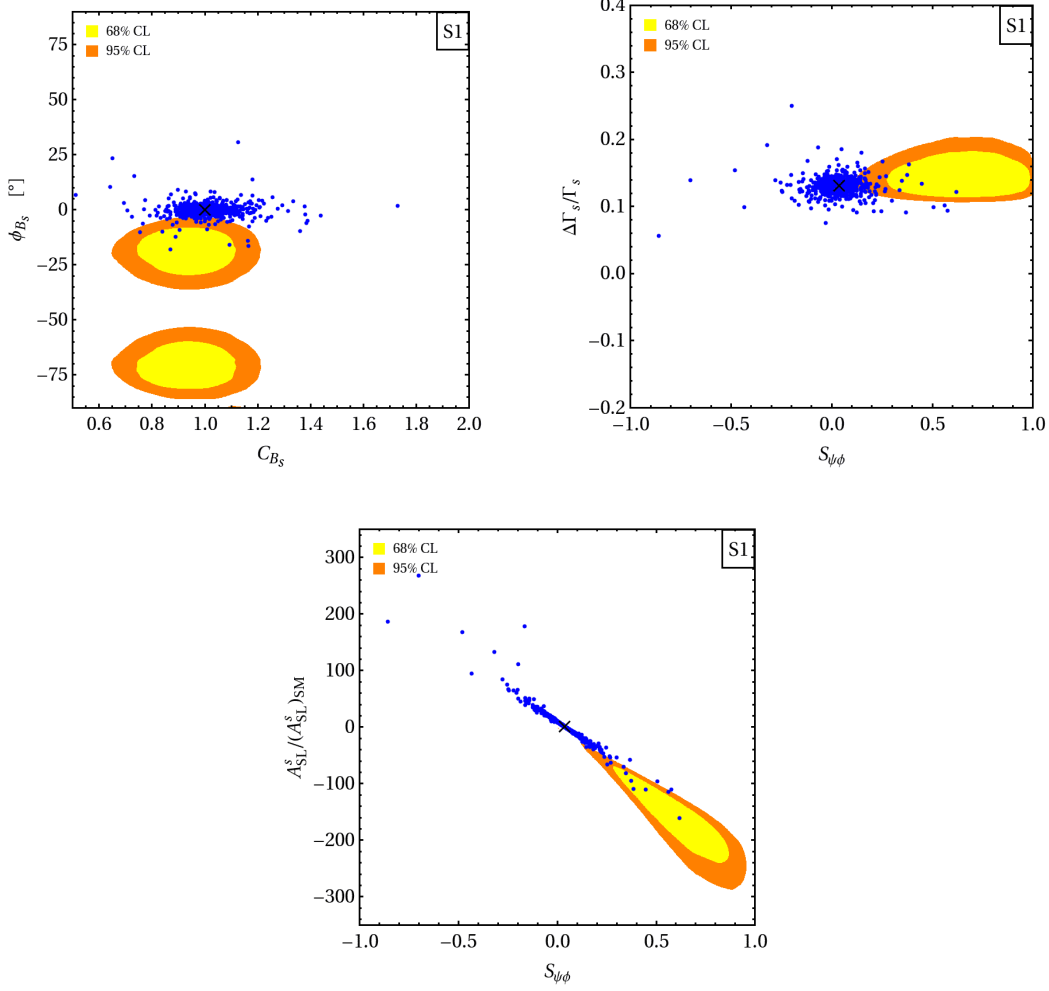 S1
68% CL
95% CL
75
50
25
0
−25
−50
−75
ϕ_{B_s} [°]
0.6 0.8 1.0 1.2 1.4 1.6 1.8 2.0
C_{B_s}
S1
68% CL
95% CL
0.4
0.3
0.2
0.1
0.0
−0.1
−0.2
ΔΓ_s/Γ_s
−1.0 −0.5 0.0 0.5 1.0
S_{ψϕ}
S1
68% CL
95% CL
300
200
100
0
−100
−200
−300
A^s_{SL}/(A^s_{SL})_{SM}
−1.0 −0.5 0.0 0.5 1.0
S_{ψϕ}